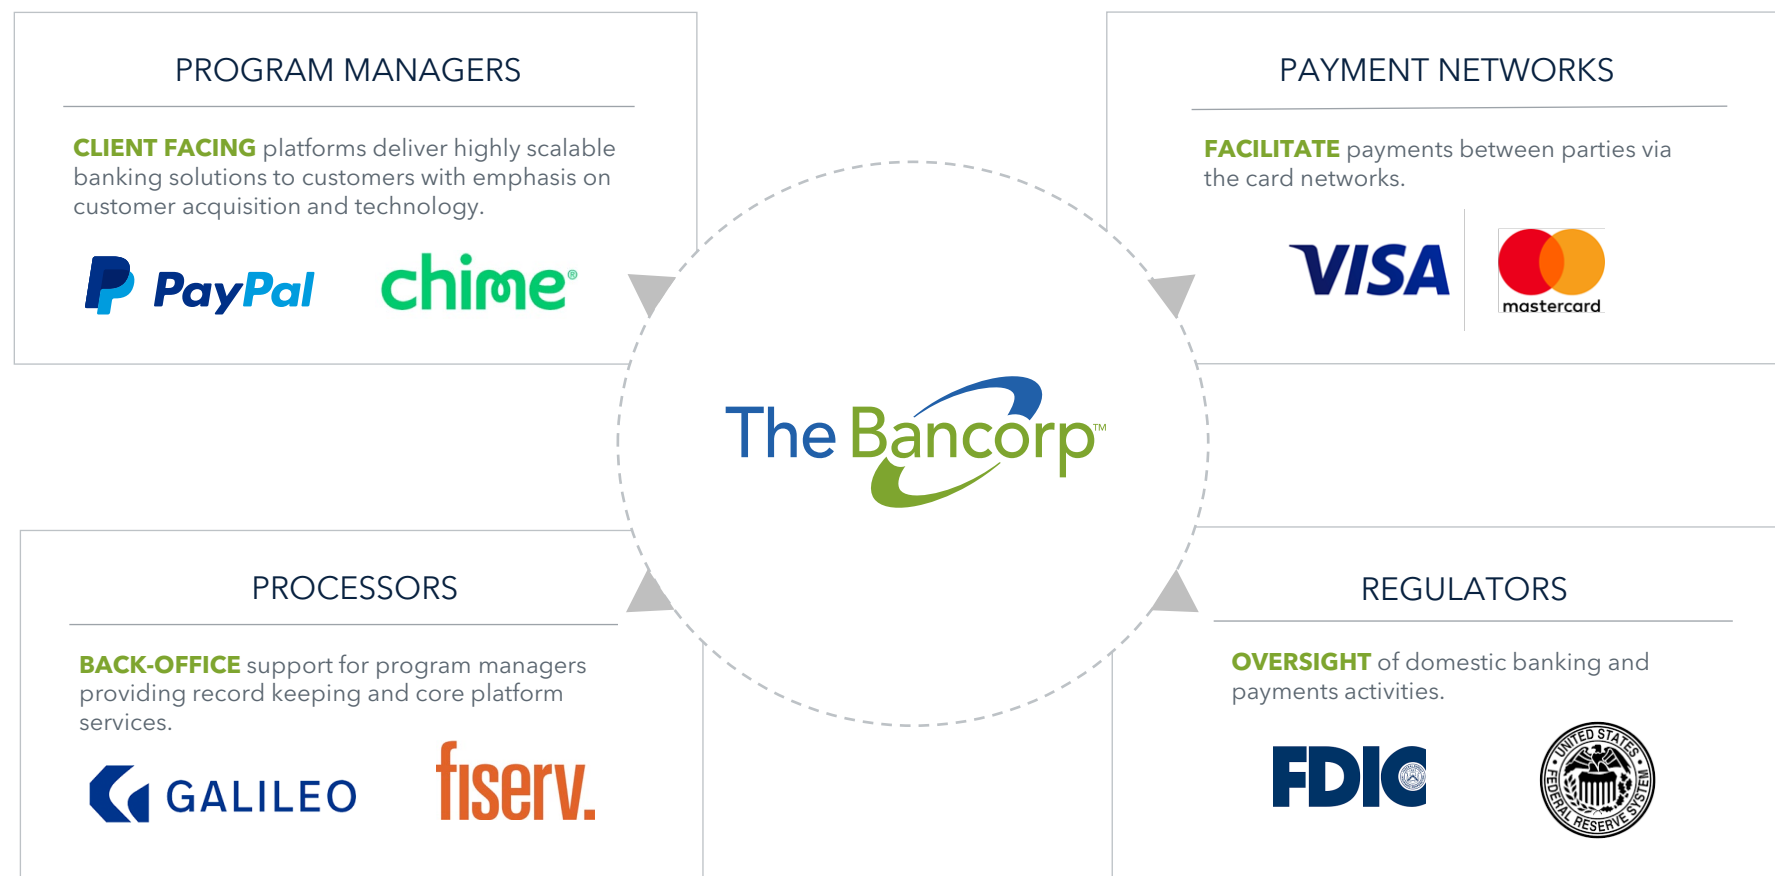 PROGRAM MANAGERS
CLIENT FACING platforms deliver highly scalable
banking solutions to customers with emphasis on
customer acquisition and technology.
PayPal
chime®
PAYMENT NETWORKS
FACILITATE payments between parties via
the card networks.
VISA
mastercard
The Bancorp™
PROCESSORS
BACK-OFFICE support for program managers
providing record keeping and core platform
services.
GALILEO
fiserv.
REGULATORS
OVERSIGHT of domestic banking and
payments activities.
FDIC
UNITED STATES
FEDERAL RESERVE SYSTEM